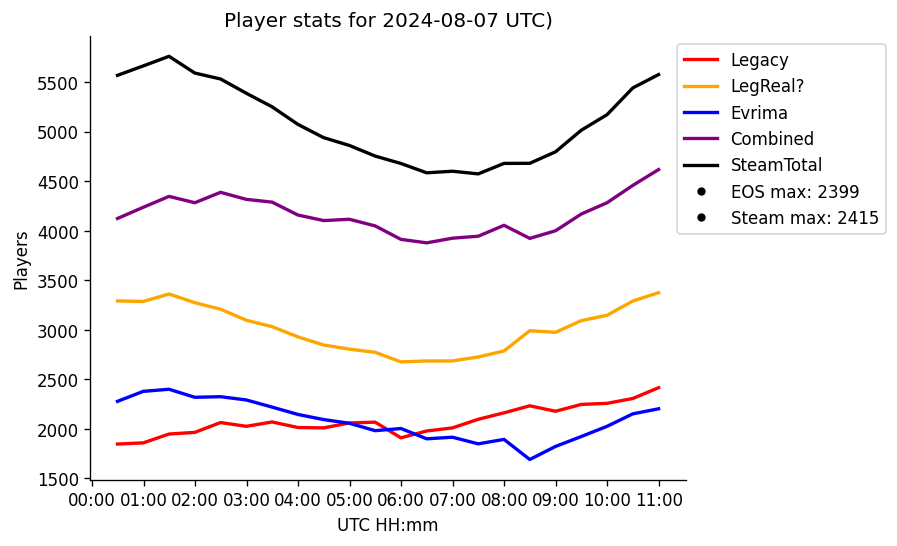 Player stats for 2024-08-07 UTC)
Legacy
LegReal?
Evrima
Combined
SteamTotal
EOS max: 2399
Steam max: 2415
Players
5500
5000
4500
4000
3500
3000
2500
2000
1500
00:00 01:00 02:00 03:00 04:00 05:00 06:00 07:00 08:00 09:00 10:00 11:00
UTC HH:mm